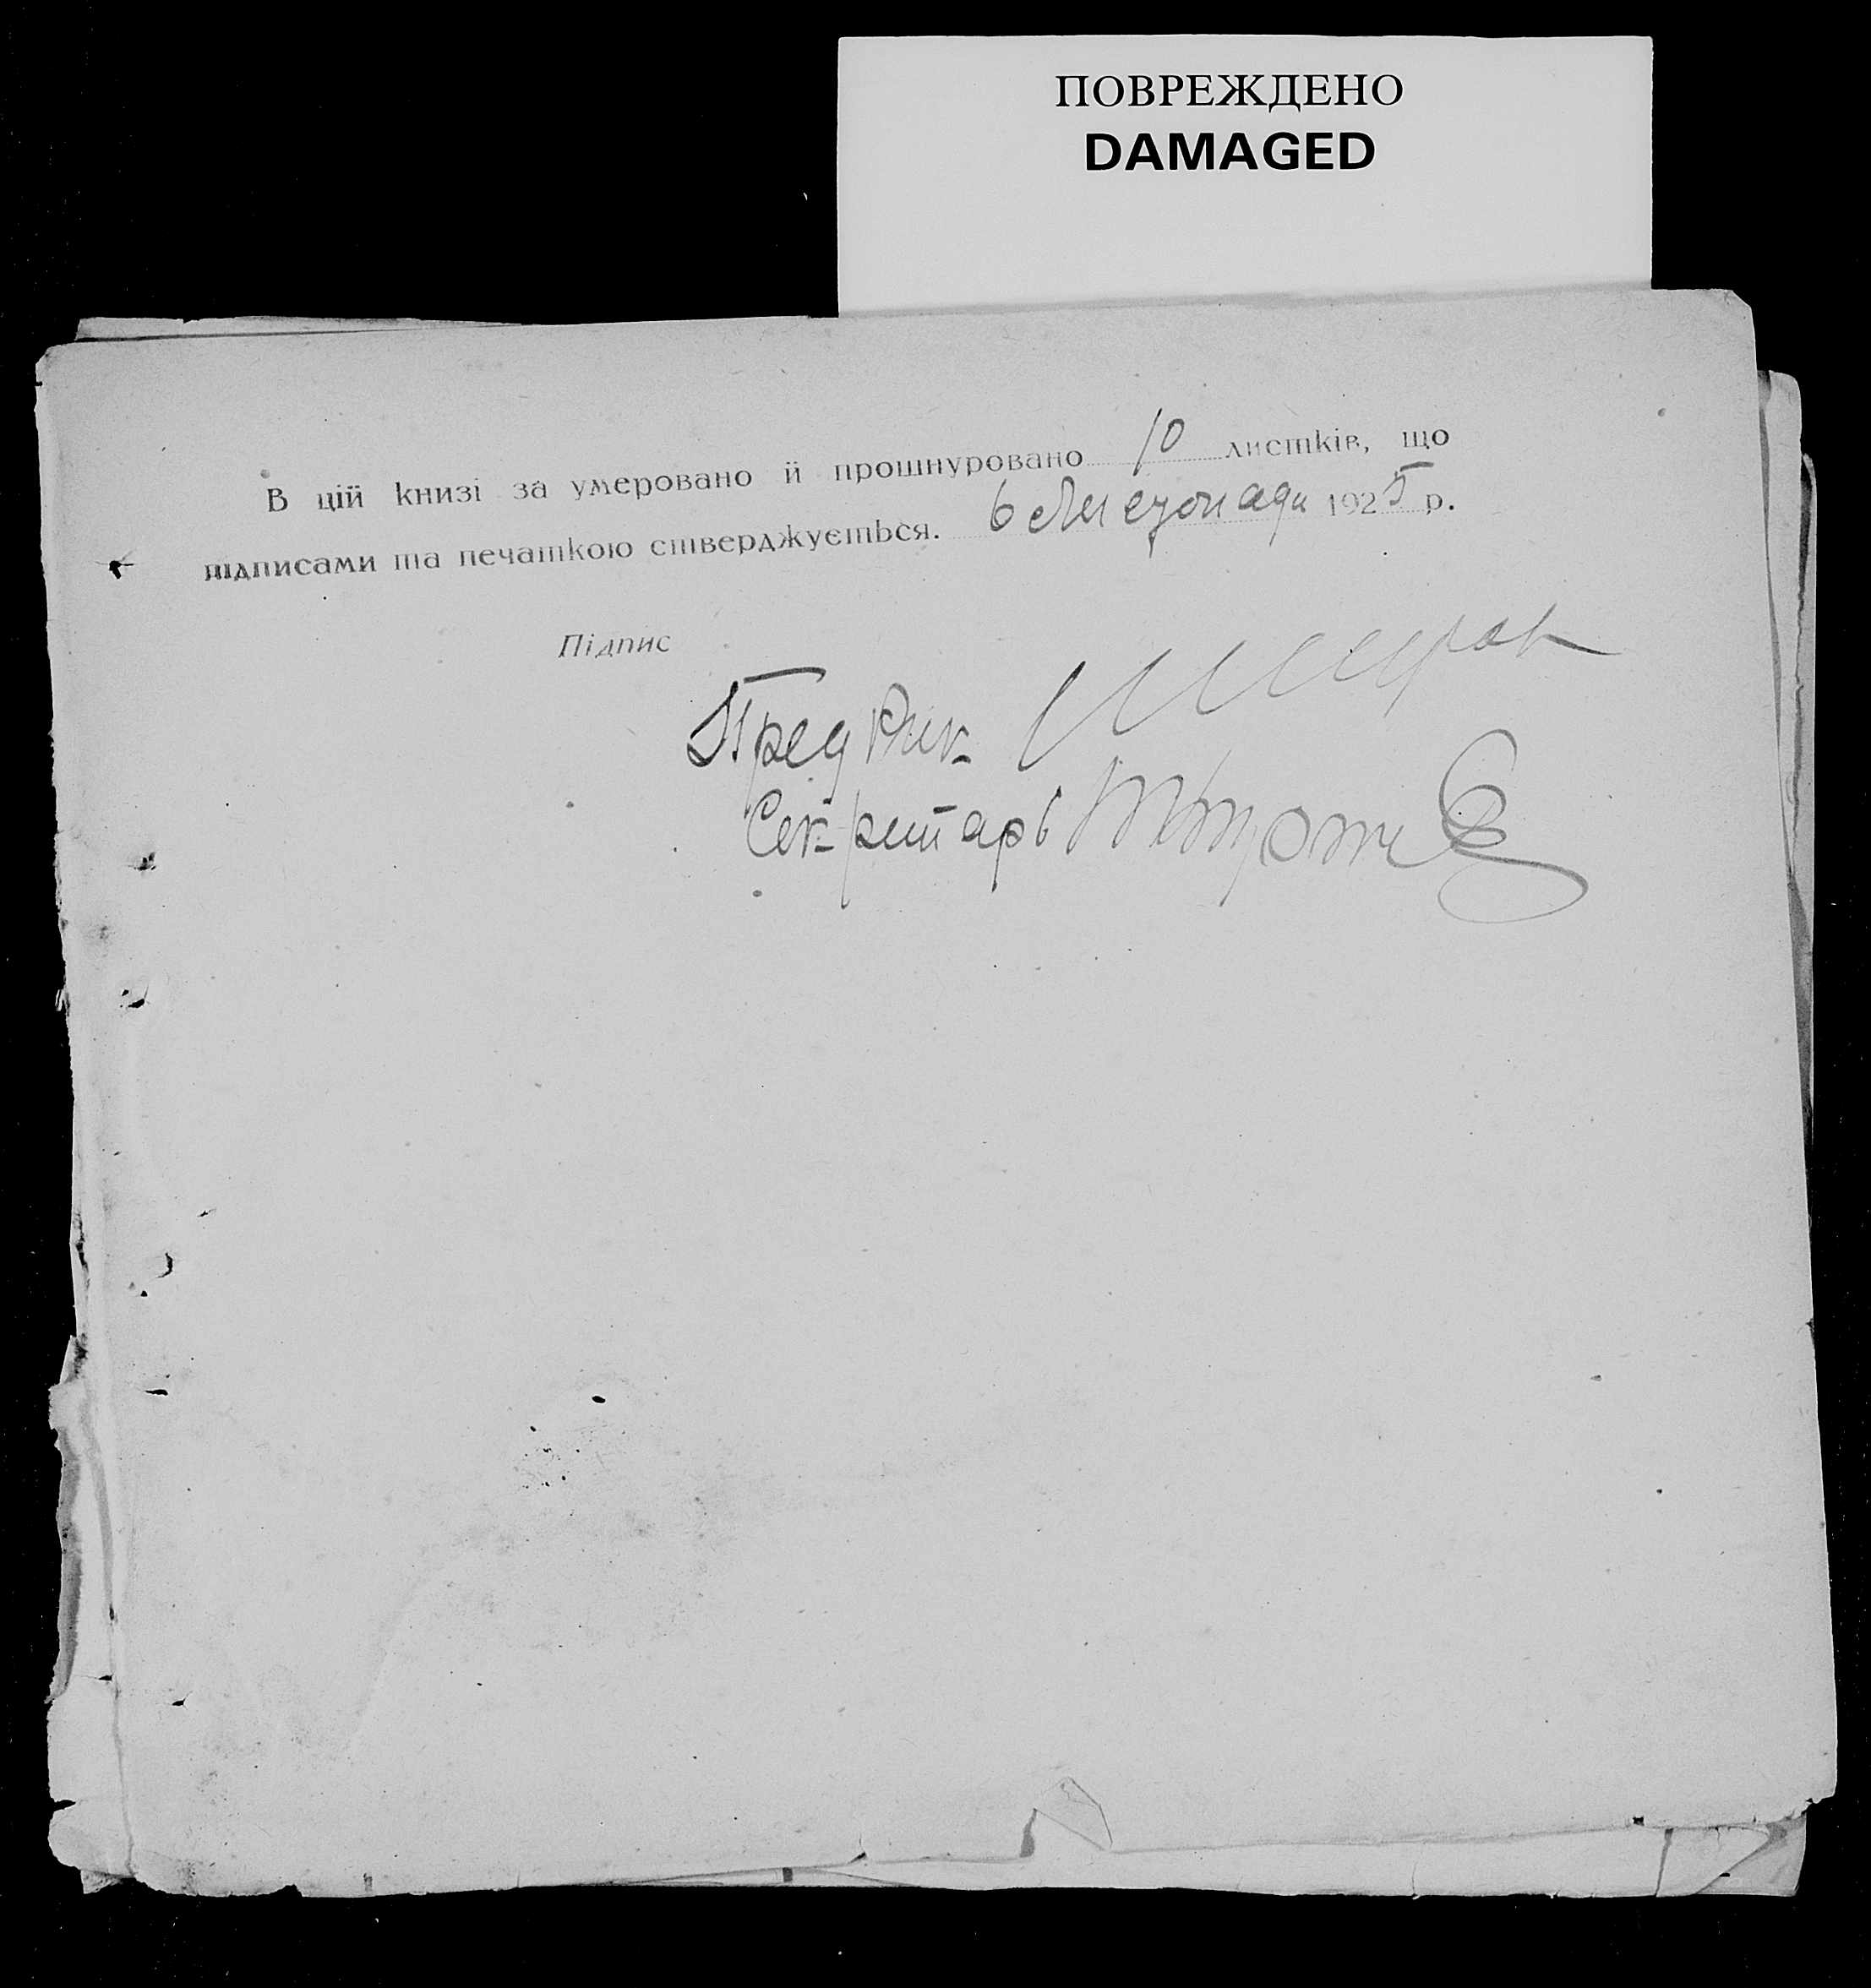 ПОВРЕЖДЕНО
DAMAGED
В цій книзі за умеровано й прошнуровано 10 листків, що
підписами та печаткою стверджується. 6 Листопада 1925 р.
Підпис
Пред Рик
Секретарь